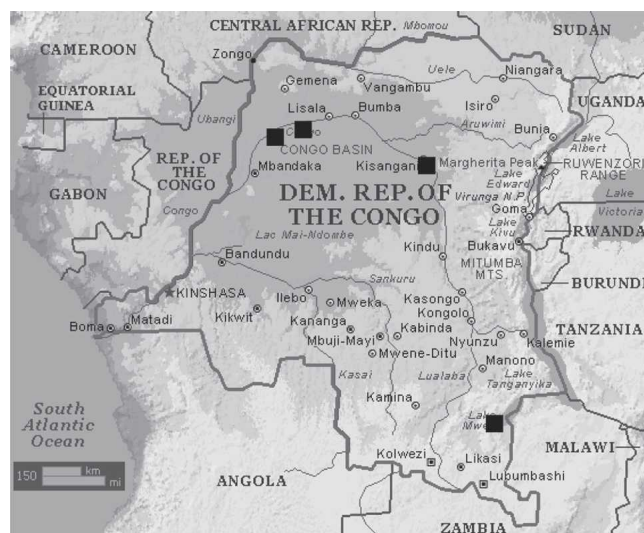 CENTRAL AFRICAN REP.
Mbomou
SUDAN
CAMEROON
Zongo
Uele
Niangara
Gemena
Vangambu
EQUATORIAL
GUINEA
Isiro
UGANDA
Lisala
Bumba
Ubangi
Aruwimi
Bunia
Lake
Albert
CONGO BASIN
REP. OF
THE
CONGO
Mbandaka
Kisangani
Margherita Peak
RUWENZORI
RANGE
GABON
DEM. REP. OF
THE CONGO
Lake
Edward
Virunga N.P.
Lake
Victoria
Congo
Goma
Lake
Kivu
RWANDA
Lac Mai-Ndombe
Bukavu
Bandundu
Kindu
MITUMBA
MTS.
Sankuru
BURUNDI
KINSHASA
Ilebo
Mweka
Kasongo
Kongolo
Boma
Matadi
Kikwit
Kananga
Kabinda
TANZANIA
Mbuji-Mayi
Nyunzu
Kalemie
Mwene-Ditu
Manono
Kasai
Lualaba
Lake
Tanganyika
Kamina
South
Atlantic
Ocean
Lake
MALAWI
Kolwezi
Likasi
150
km
mi
ANGOLA
Lubumbashi
ZAMBIA